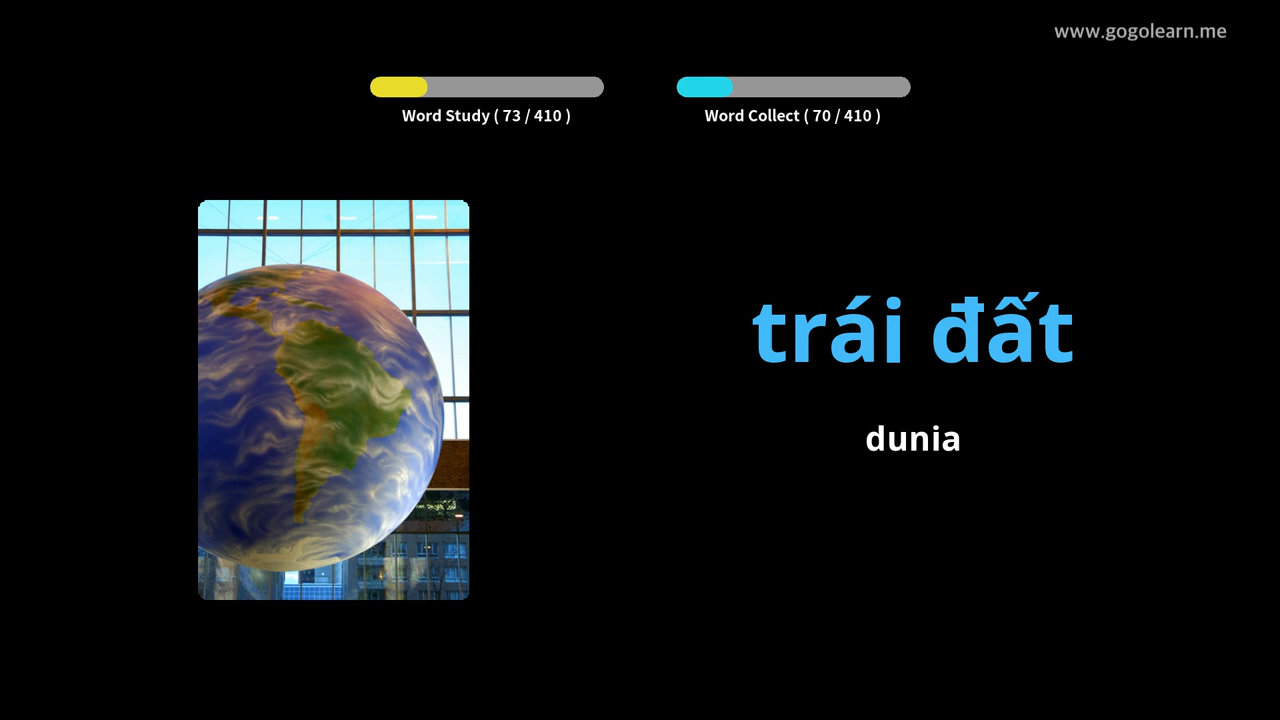 www.gogolearn.me
Word Study ( 73 / 410 )
Word Collect ( 70 / 410 )
trái đất
dunia